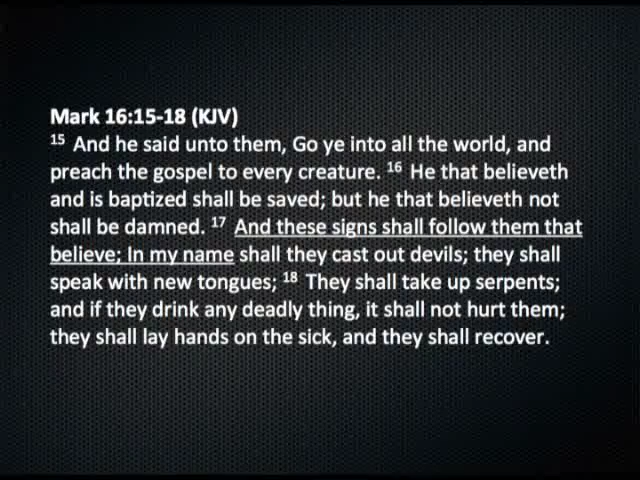 Mark 16:15-18 (KJV)
15 And he said unto them, Go ye into all the world, and
preach the gospel to every creature. 16 He that believeth
and is baptized shall be saved; but he that believeth not
shall be damned. 17 And these signs shall follow them that
believe; In my name shall they cast out devils; they shall
speak with new tongues; 18 They shall take up serpents;
and if they drink any deadly thing, it shall not hurt them;
they shall lay hands on the sick, and they shall recover.